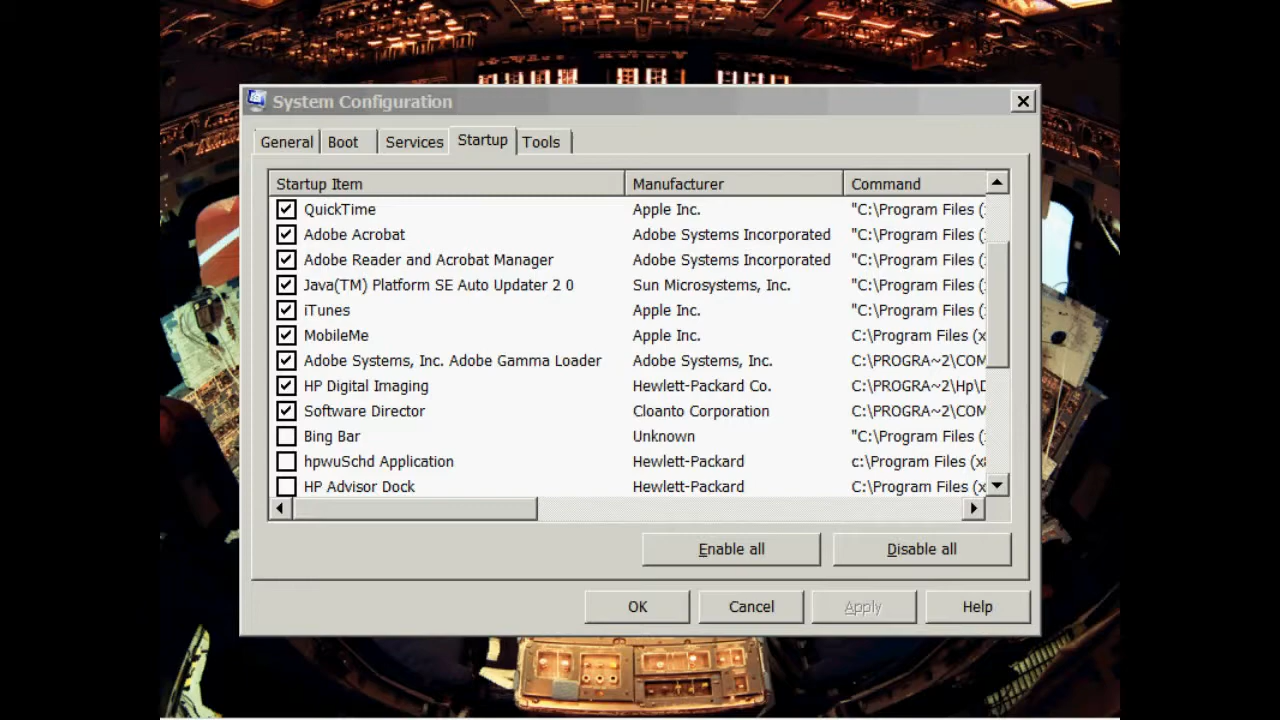 System Configuration
General Boot Services Startup Tools
Startup Item Manufacturer Command
QuickTime Apple Inc. "C:\Program Files (
Adobe Acrobat Adobe Systems Incorporated "C:\Program Files (
Adobe Reader and Acrobat Manager Adobe Systems Incorporated "C:\Program Files (
Java(TM) Platform SE Auto Updater 2 0 Sun Microsystems, Inc. "C:\Program Files (
iTunes Apple Inc. "C:\Program Files (
MobileMe Apple Inc. C:\Program Files (x
Adobe Systems, Inc. Adobe Gamma Loader Adobe Systems, Inc. C:\PROGRA~2\COM
HP Digital Imaging Hewlett-Packard Co. C:\PROGRA~2\Hp\D
Software Director Cloanto Corporation C:\PROGRA~2\COM
Bing Bar Unknown "C:\Program Files (
hpwuSchd Application Hewlett-Packard c:\Program Files (x
HP Advisor Dock Hewlett-Packard C:\Program Files (x
Enable all Disable all
OK Cancel Apply Help